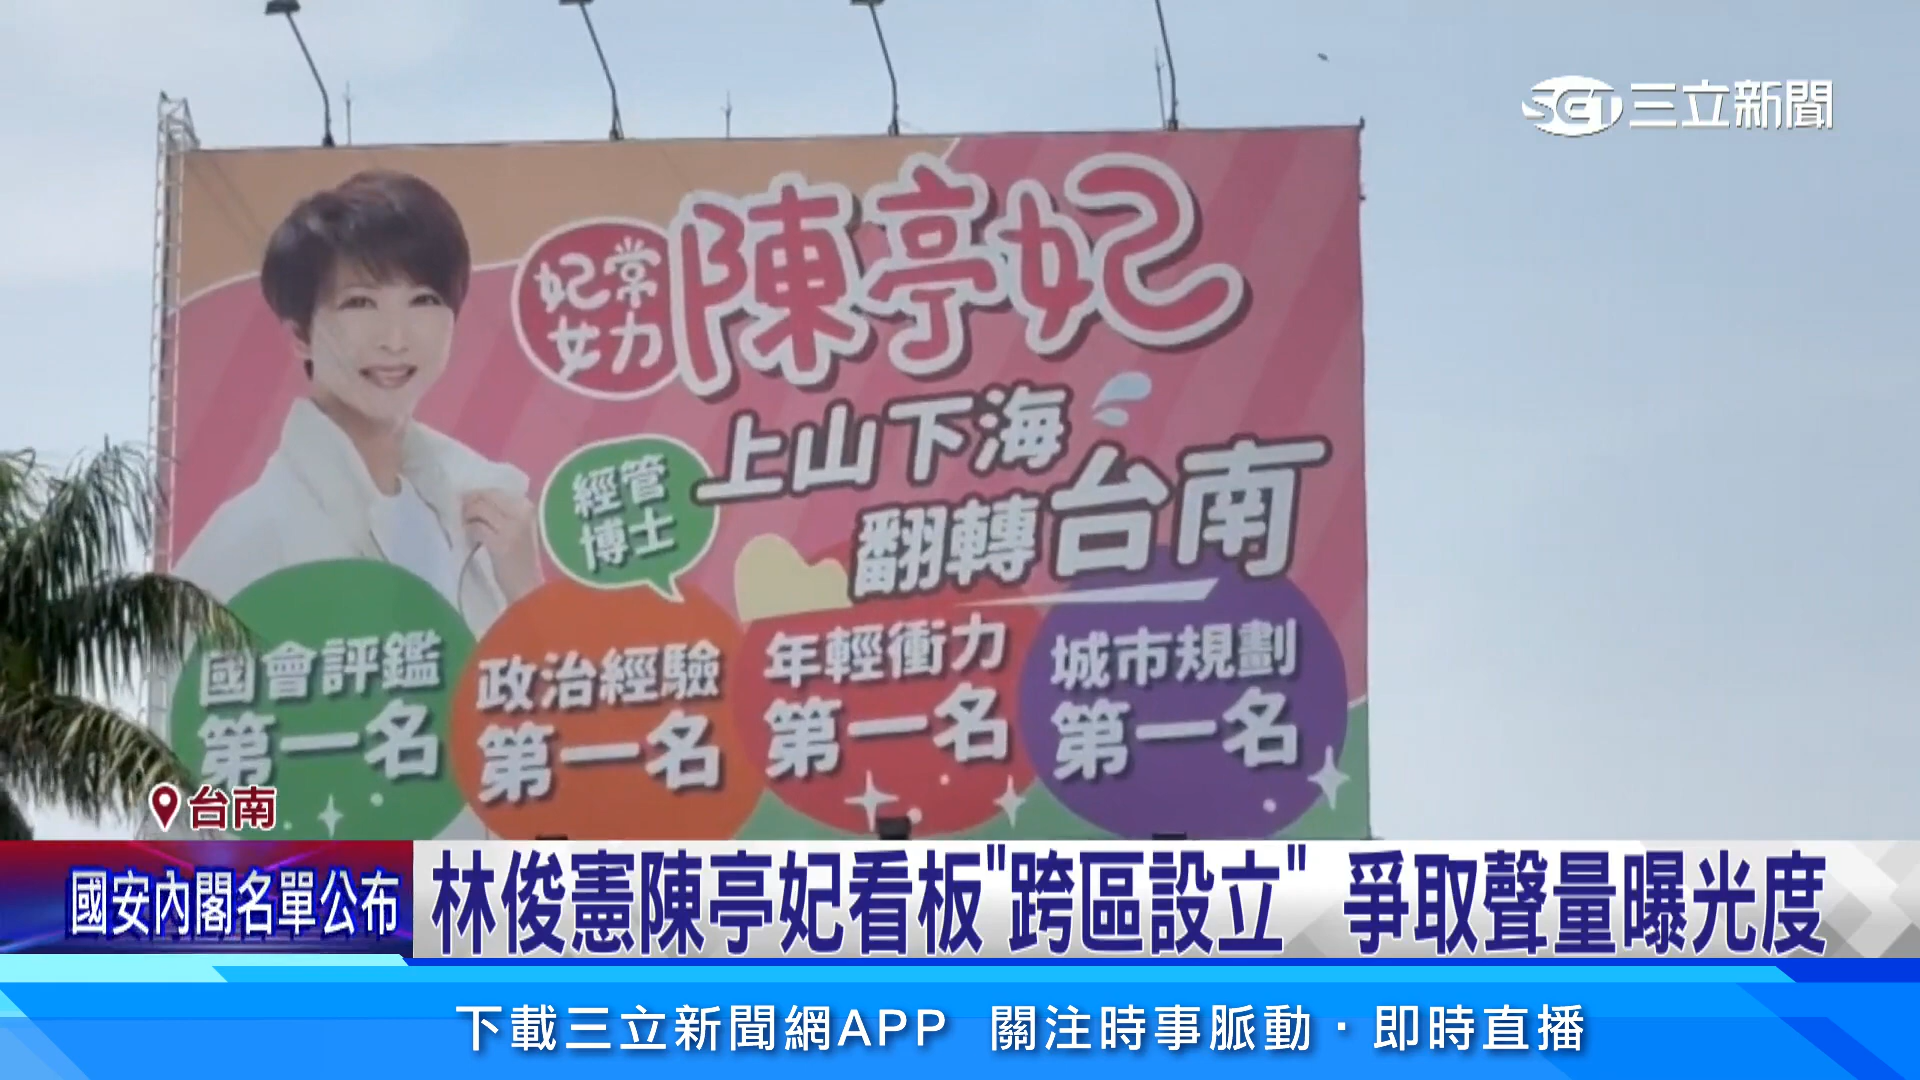 SET 三立新聞
妃常
女力
陳亭妃
上山下海
翻轉台南
經管
博士
國會評鑑
第一名
政治經驗
第一名
年輕衝力
第一名
城市規劃
第一名
台南
國安內閣名單公布
林俊憲陳亭妃看板"跨區設立" 爭取聲量曝光度
下載三立新聞網APP 關注時事脈動·即時直播